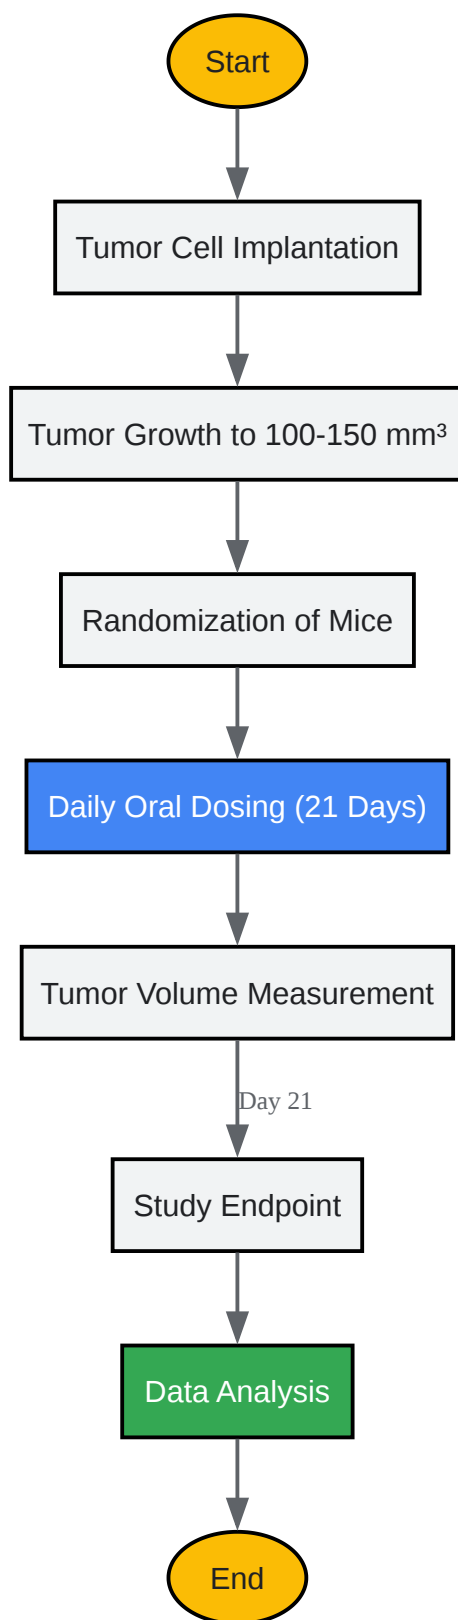 Start
Tumor Cell Implantation
Tumor Growth to 100-150 mm³
Randomization of Mice
Daily Oral Dosing (21 Days)
Tumor Volume Measurement
Day 21
Study Endpoint
Data Analysis
End